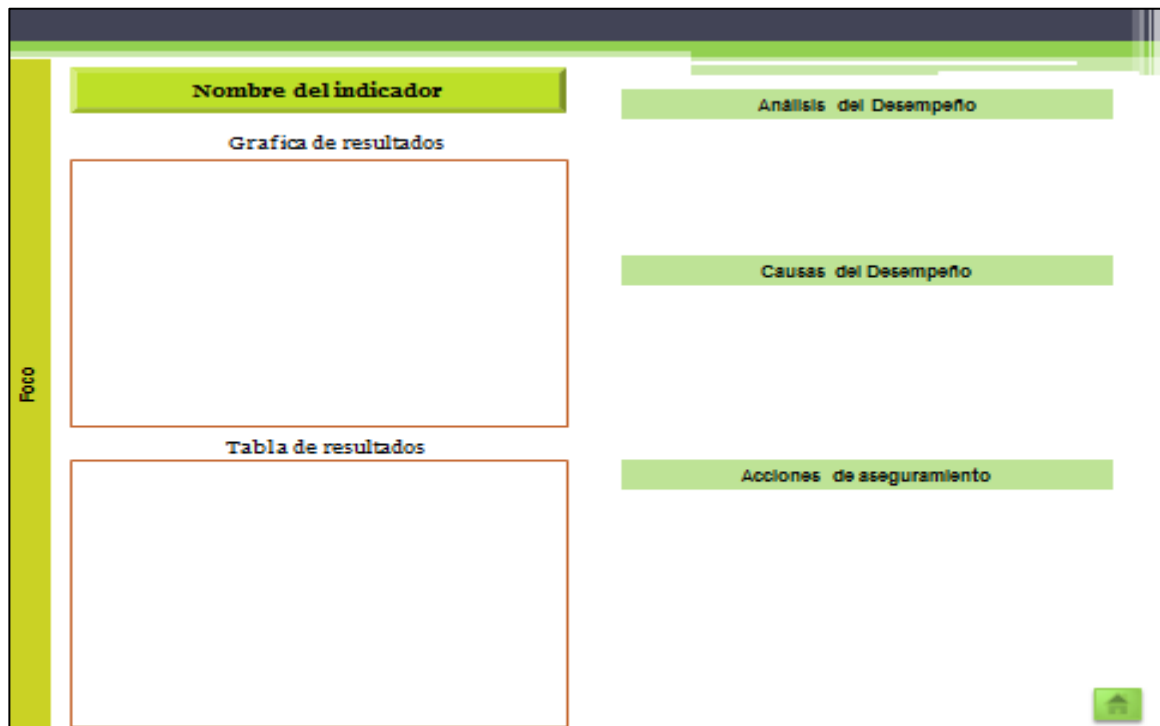 Nombre del indicador
Grafica de resultados
Tabla de resultados
Foco
Análisis del Desempeño
Causas del Desempeño
Acciones de aseguramiento